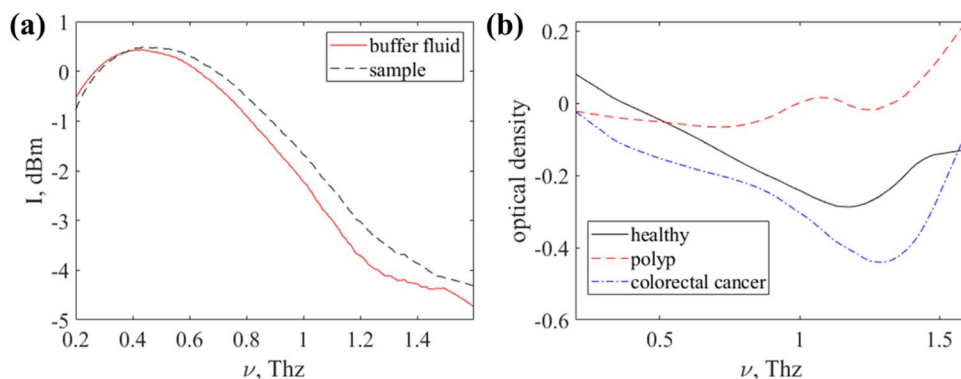 (a)
1
0
-1
-2
-3
-4
-5
I, dBm
buffer fluid
sample
0.2 0.4 0.6 0.8 1 1.2 1.4
ν, Thz
(b)
0.2
0
-0.2
-0.4
-0.6
optical density
healthy
polyp
colorectal cancer
0.5 1 1.5
ν, Thz